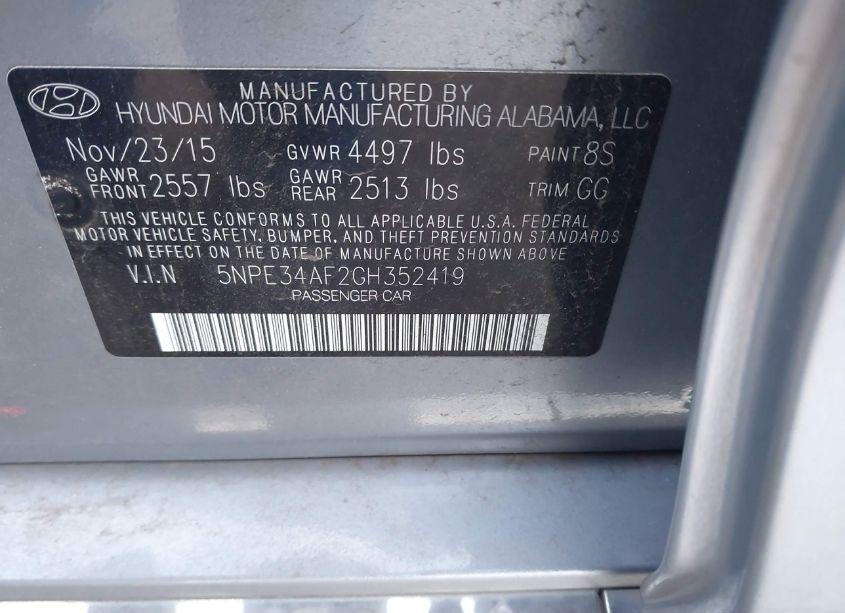 MANUFACTURED BY
HYUNDAI MOTOR MANUFACTURING ALABAMA, LLC
Nov/23/15 GVWR 4497 lbs PAINT 8S
GAWR FRONT 2557 lbs GAWR REAR 2513 lbs TRIM GG
THIS VEHICLE CONFORMS TO ALL APPLICABLE U.S.A. FEDERAL
MOTOR VEHICLE SAFETY, BUMPER, AND THEFT PREVENTION STANDARDS
IN EFFECT ON THE DATE OF MANUFACTURE SHOWN ABOVE
V.I.N 5NPE34AF2GH352419
PASSENGER CAR